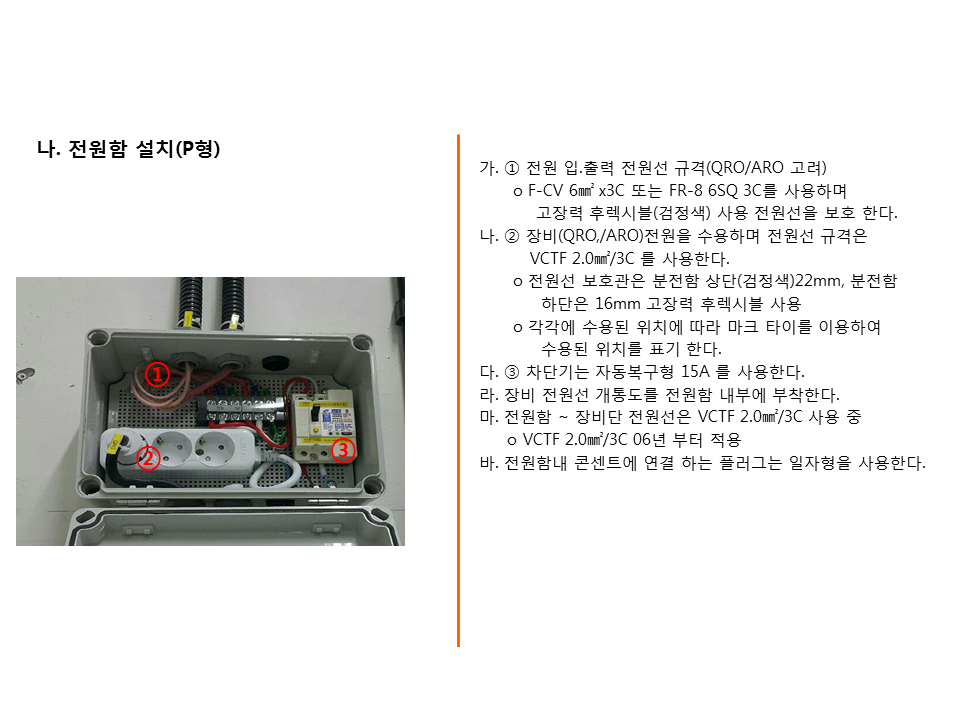 나. 전원함 설치(P형)
①
②
③
가. ① 전원 입.출력 전원선 규격(QRO/ARO 고려)
o F-CV 6㎟ x3C 또는 FR-8 6SQ 3C를 사용하며
고장력 후렉시블(검정색) 사용 전원선을 보호 한다.
나. ② 장비(QRO,/ARO)전원을 수용하며 전원선 규격은
VCTF 2.0㎟/3C 를 사용한다.
o 전원선 보호관은 분전함 상단(검정색)22mm, 분전함
하단은 16mm 고장력 후렉시블 사용
o 각각에 수용된 위치에 따라 마크 타이를 이용하여
수용된 위치를 표기 한다.
다. ③ 차단기는 자동복구형 15A 를 사용한다.
라. 장비 전원선 개통도를 전원함 내부에 부착한다.
마. 전원함 ~ 장비단 전원선은 VCTF 2.0㎟/3C 사용 중
o VCTF 2.0㎟/3C 06년 부터 적용
바. 전원함내 콘센트에 연결 하는 플러그는 일자형을 사용한다.